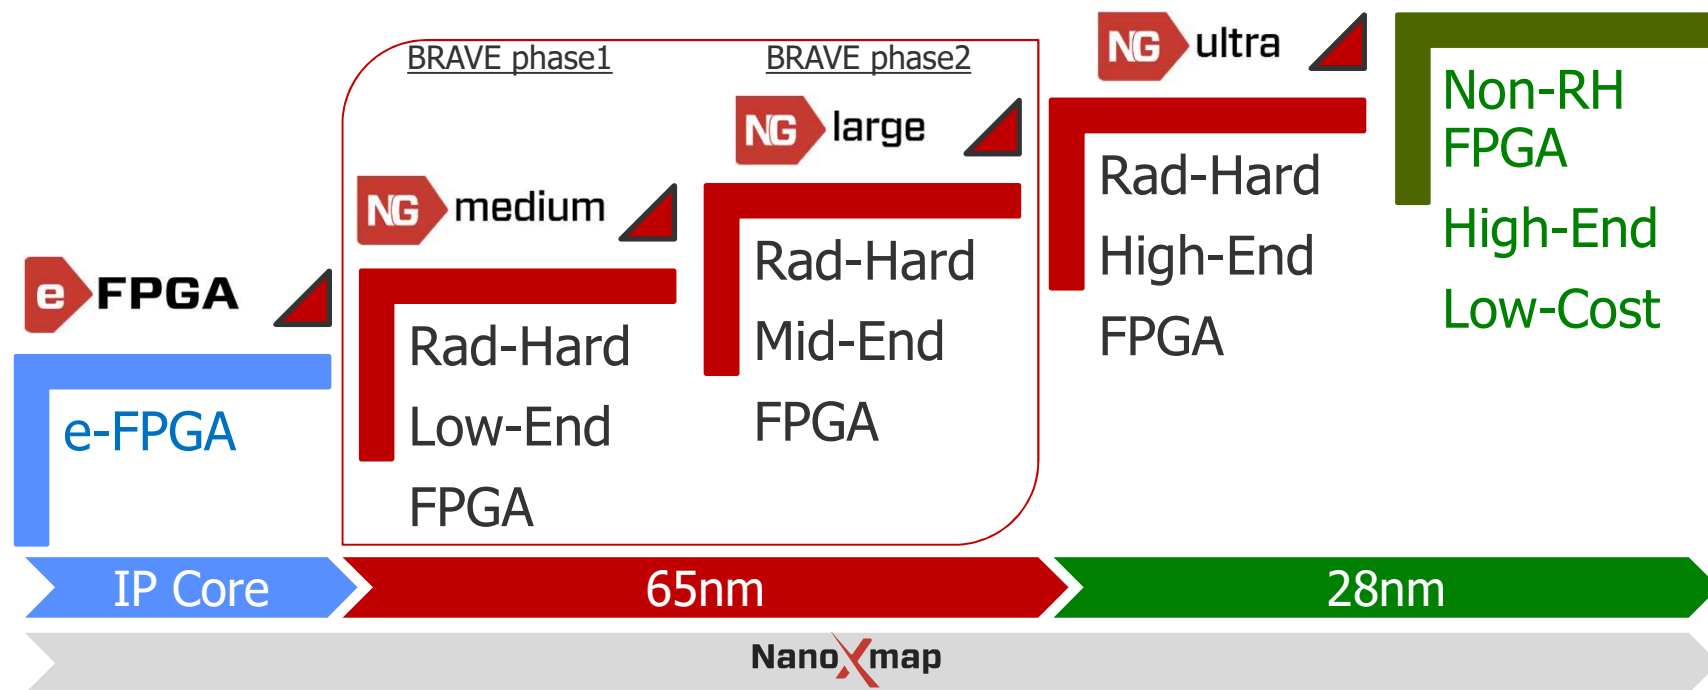 e FPGA
e-FPGA
BRAVE phase1
NG medium
Rad-Hard
Low-End
FPGA
BRAVE phase2
NG large
Rad-Hard
Mid-End
FPGA
NG ultra
Rad-Hard
High-End
FPGA
Non-RH
FPGA
High-End
Low-Cost
IP Core
65nm
28nm
NanoXmap